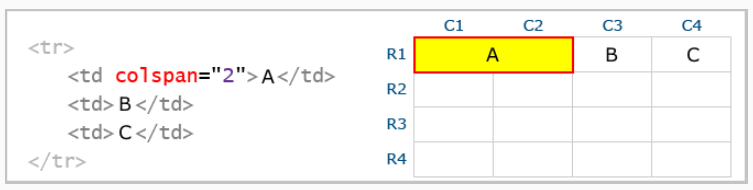 <tr>
<td colspan="2">A</td>
<td>B</td>
<td>C</td>
</tr>
C1 C2 C3 C4
R1 A B C
R2
R3
R4